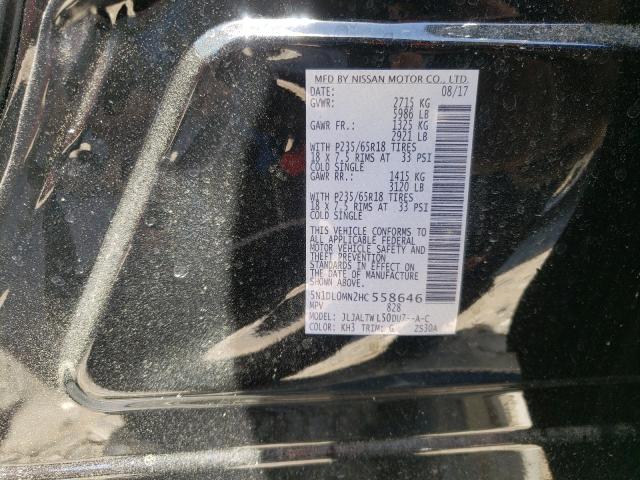 MFD BY NISSAN MOTOR CO., LTD.
DATE: 08/17
GVWR: 2715 KG
5986 LB
GAWR FR.: 1325 KG
2921 LB
WITH P235/65R18 TIRES
18 x 7.5 RIMS AT 33 PSI
COLD SINGLE
GAWR RR.: 1415 KG
3120 LB
WITH P235/65R18 TIRES
18 x 7.5 RIMS AT 33 PSI
COLD SINGLE
THIS VEHICLE CONFORMS TO
ALL APPLICABLE FEDERAL
MOTOR VEHICLE SAFETY
AND THEFT PREVENTION
STANDARDS IN EFFECT ON
THE DATE OF MANUFACTURE
SHOWN ABOVE.
5N1DL0MN2HC558646
MPV 828
MODEL: JLJALTWL50DU7--A-C
COLOR: KH3 TRIM: G 2S30A